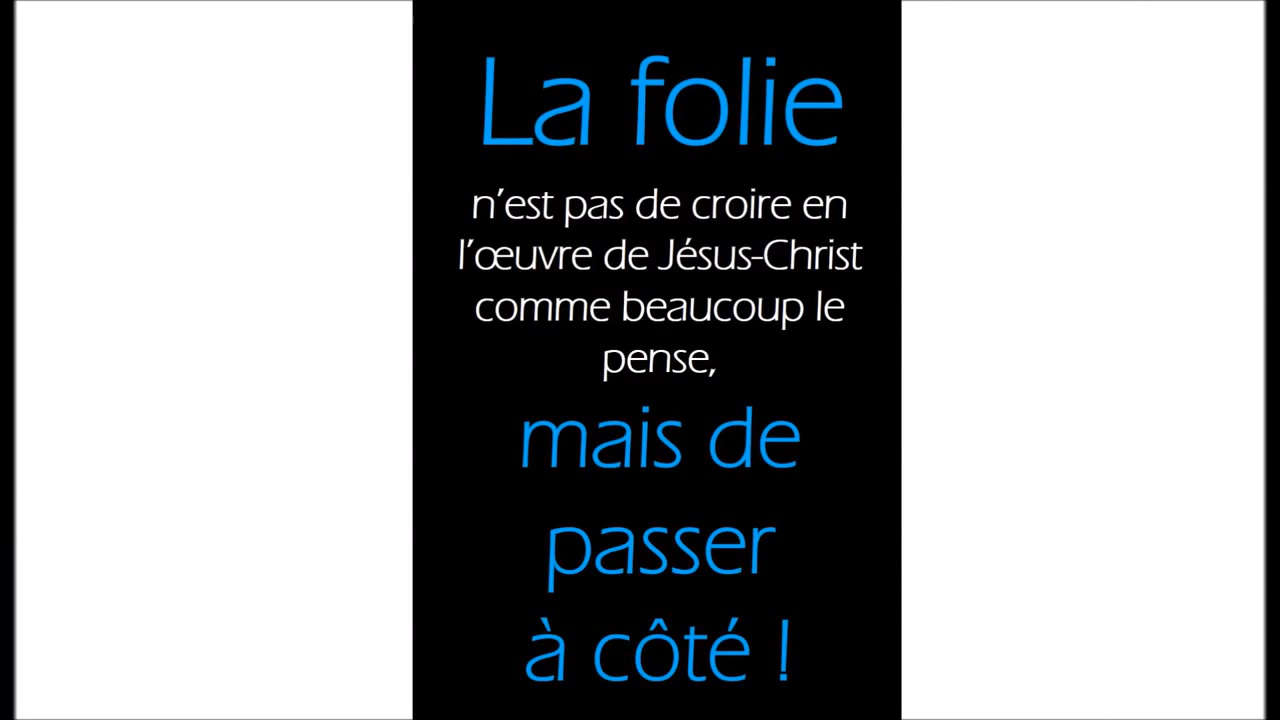 La folie
n’est pas de croire en
l’œuvre de Jésus-Christ
comme beaucoup le
pense,
mais de
passer
à côté !